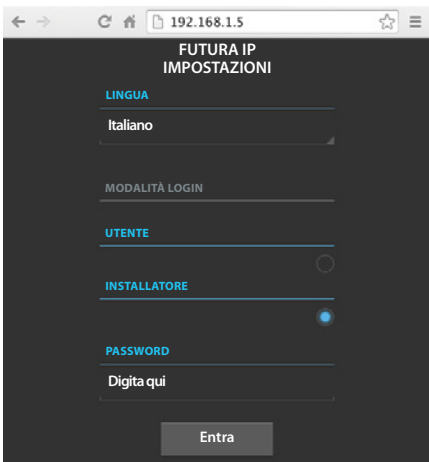 192.168.1.5
FUTURA IP
IMPOSTAZIONI
LINGUA
Italiano
MODALITÀ LOGIN
UTENTE
INSTALLATORE
PASSWORD
Digita qui
Entra